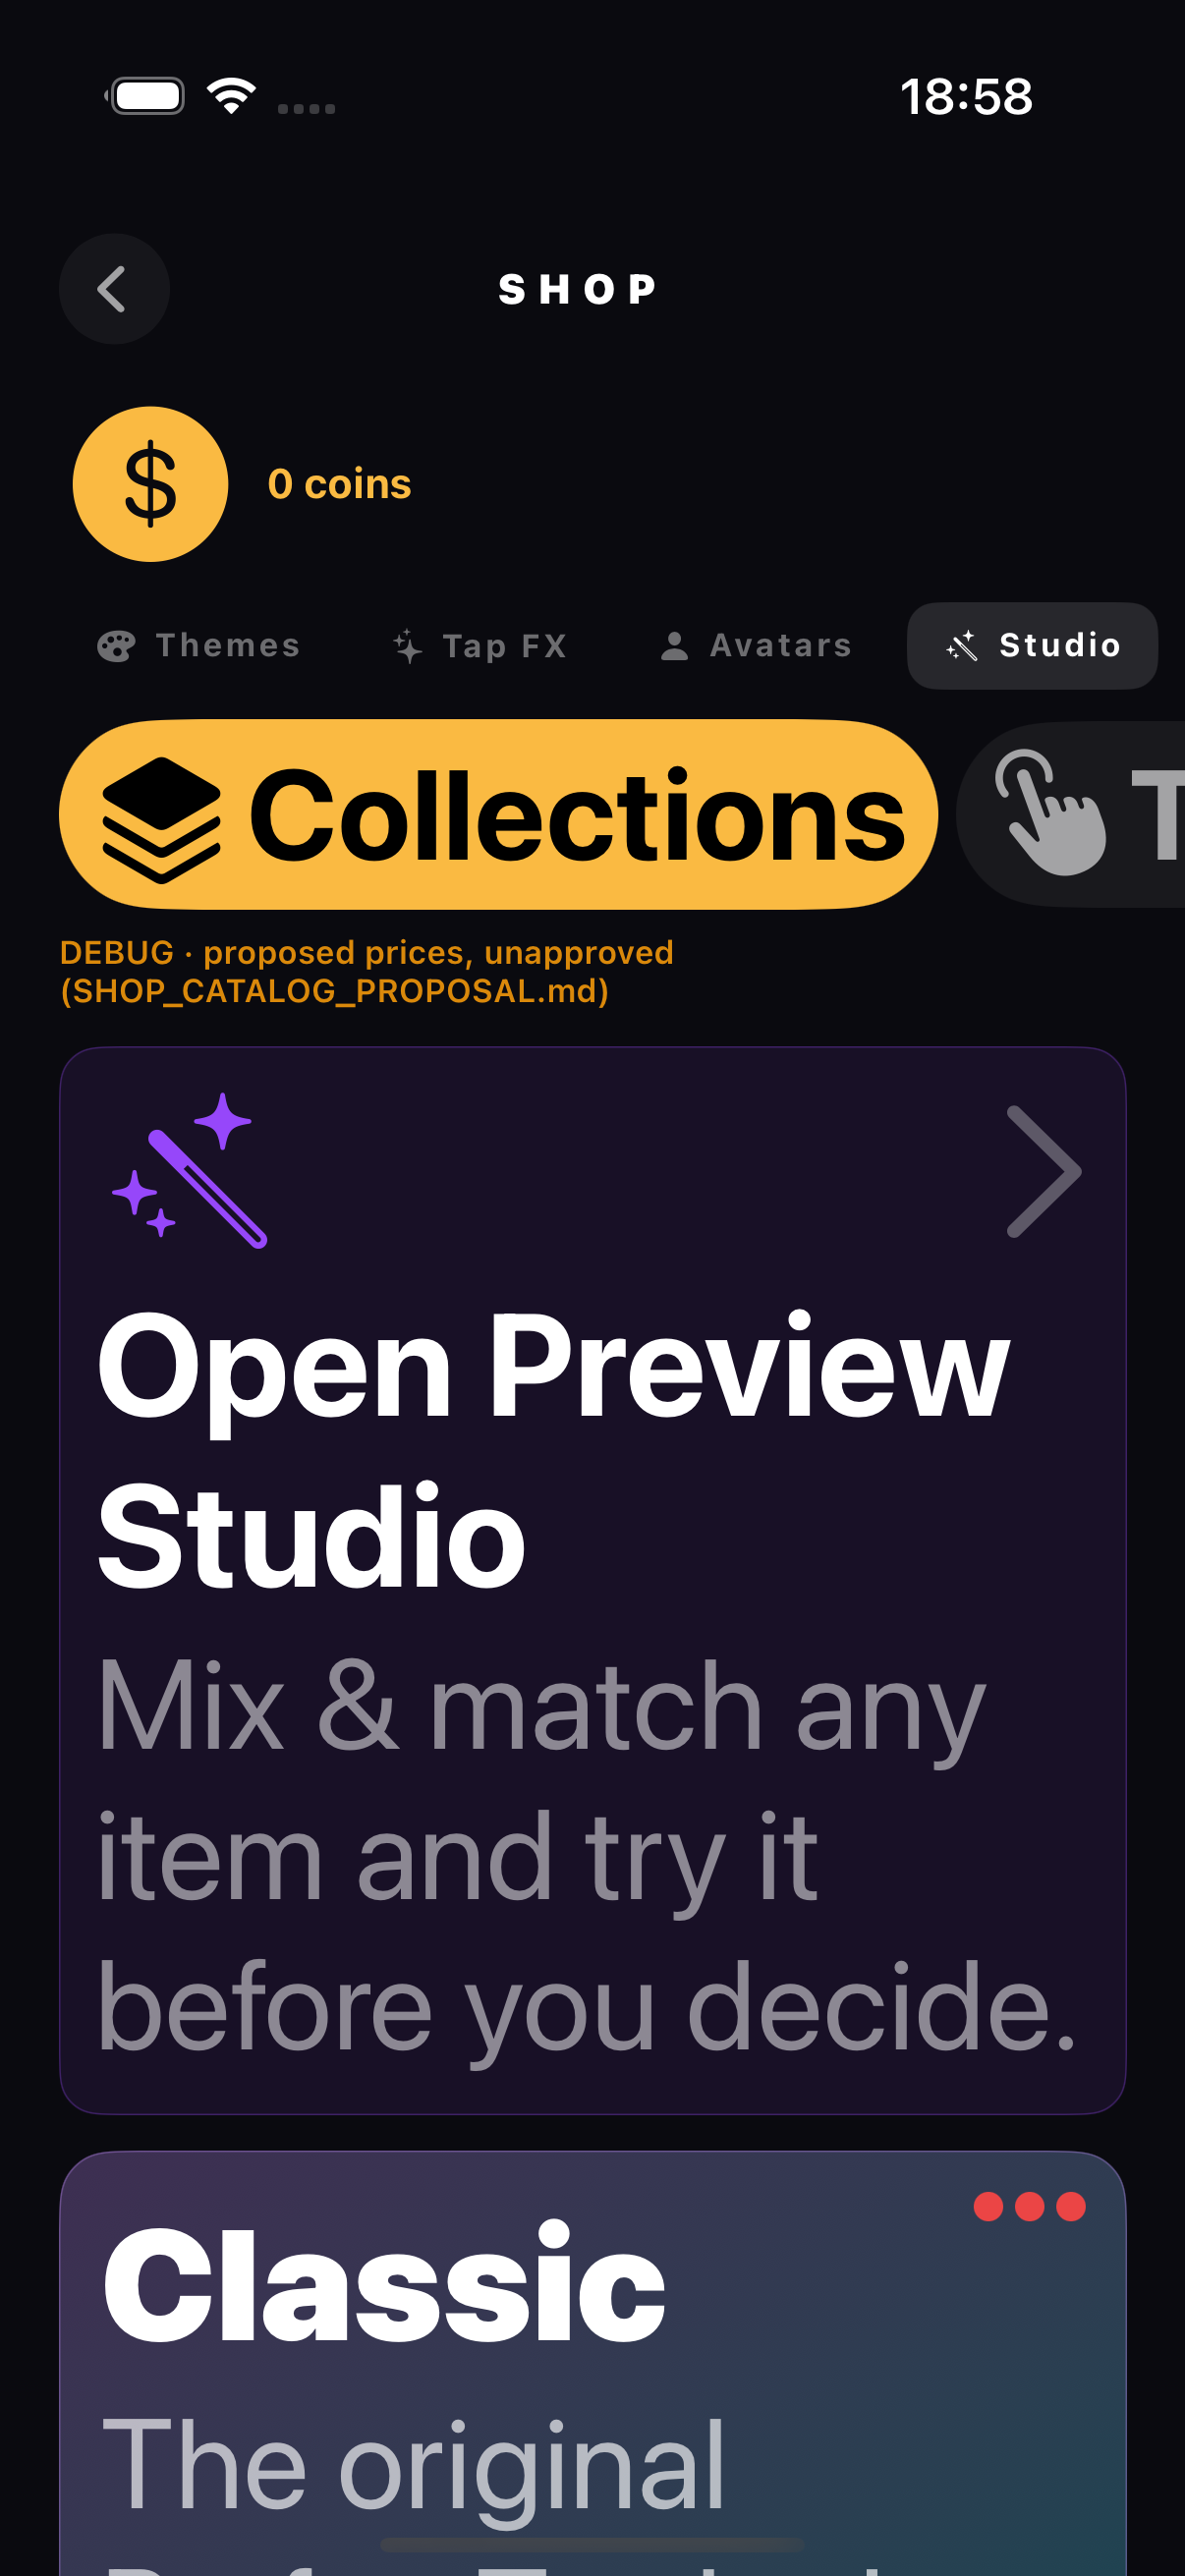 18:58
SHOP
$
0 coins
Themes
Tap FX
Avatars
Studio
Collections
T
DEBUG · proposed prices, unapproved
(SHOP_CATALOG_PROPOSAL.md)
Open Preview
Studio
Mix & match any
item and try it
before you decide.
Classic
The original